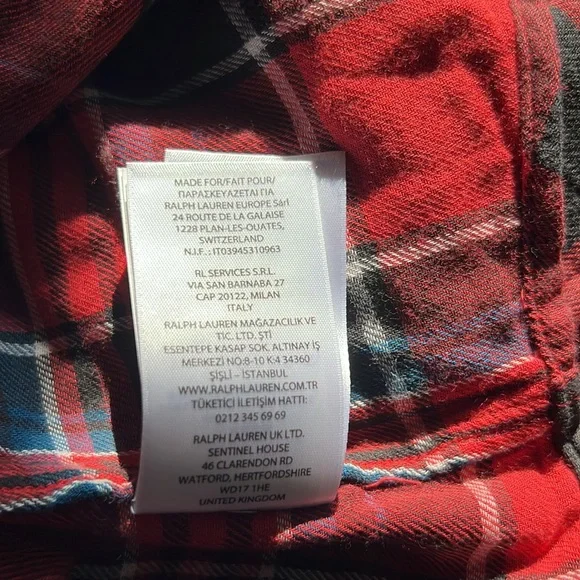 MADE FOR/FAIT POUR/
ΠΑΡΑΣΚΕΥΑΖΕΤΑΙ ΓΙΑ
RALPH LAUREN EUROPE Sàrl
24 ROUTE DE LA GALAISE
1228 PLAN-LES-OUATES,
SWITZERLAND
N.I.F. : IT03945310963
RL SERVICES S.R.L.
VIA SAN BARNABA 27
CAP 20122, MILAN
ITALY
RALPH LAUREN MAĞAZACILIK VE
TIC. LTD. ŞTİ
ESENTEPE KASAP SOK. ALTINAY İŞ
MERKEZİ NO:8-10 K:4 34360
ŞİŞLİ – İSTANBUL
WWW.RALPHLAUREN.COM.TR
TÜKETİCİ İLETİŞİM HATTI:
0212 345 69 69
RALPH LAUREN UK LTD.
SENTINEL HOUSE
46 CLARENDON RD
WATFORD, HERTFORDSHIRE
WD17 1HE
UNITED KINGDOM